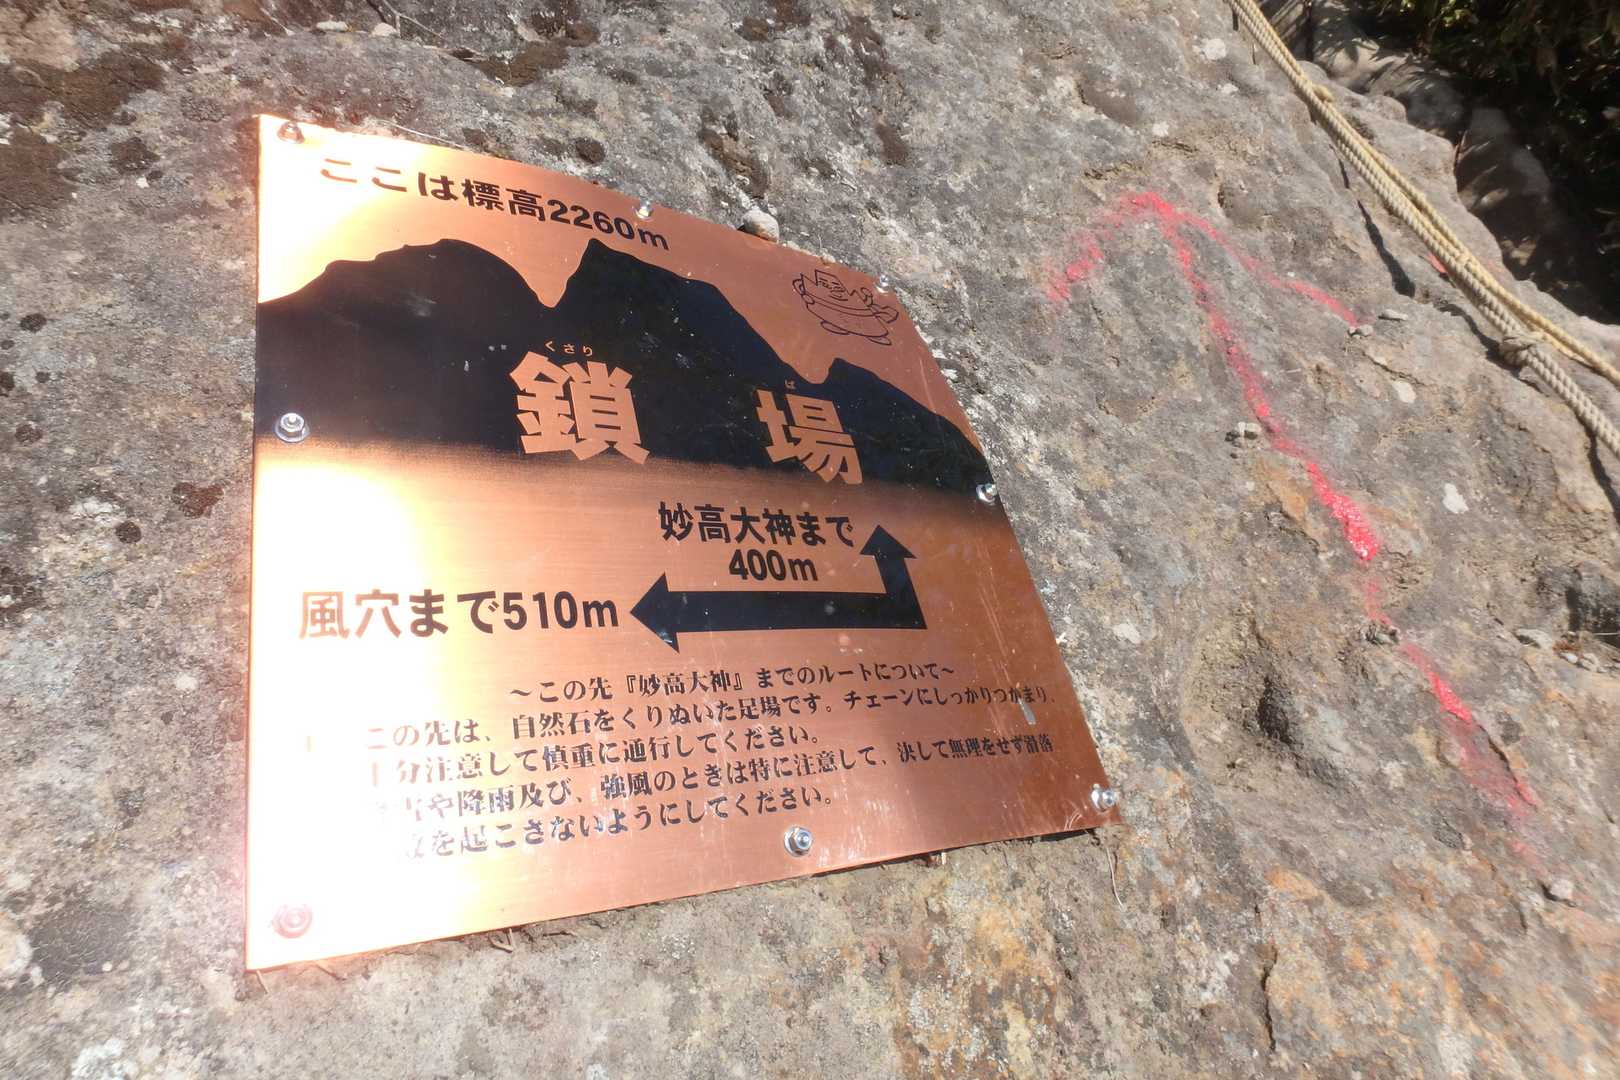 ここは標高2260m
くさり ば
鎖場
妙高大神まで
400m
風穴まで510m
～この先『妙高大神』までのルートについて～
この先は、自然石をくりぬいた足場です。チェーンにしっかりつかまり、
十分注意して慎重に通行してください。
や降雨及び、強風のときは特に注意して、決して無理をせず滑落
を起こさないようにしてください。